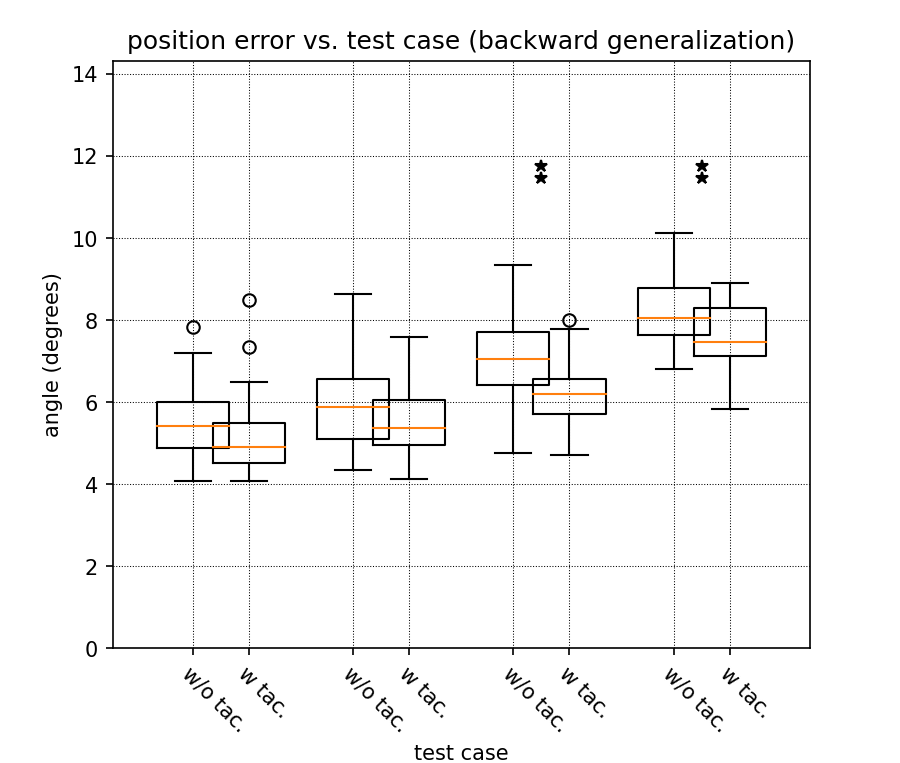 position error vs. test case (backward generalization)
14
12
10
8
6
4
2
0
angle (degrees)
w/o tac.
w tac.
w/o tac.
w tac.
w/o tac.
w tac.
w/o tac.
w tac.
test case